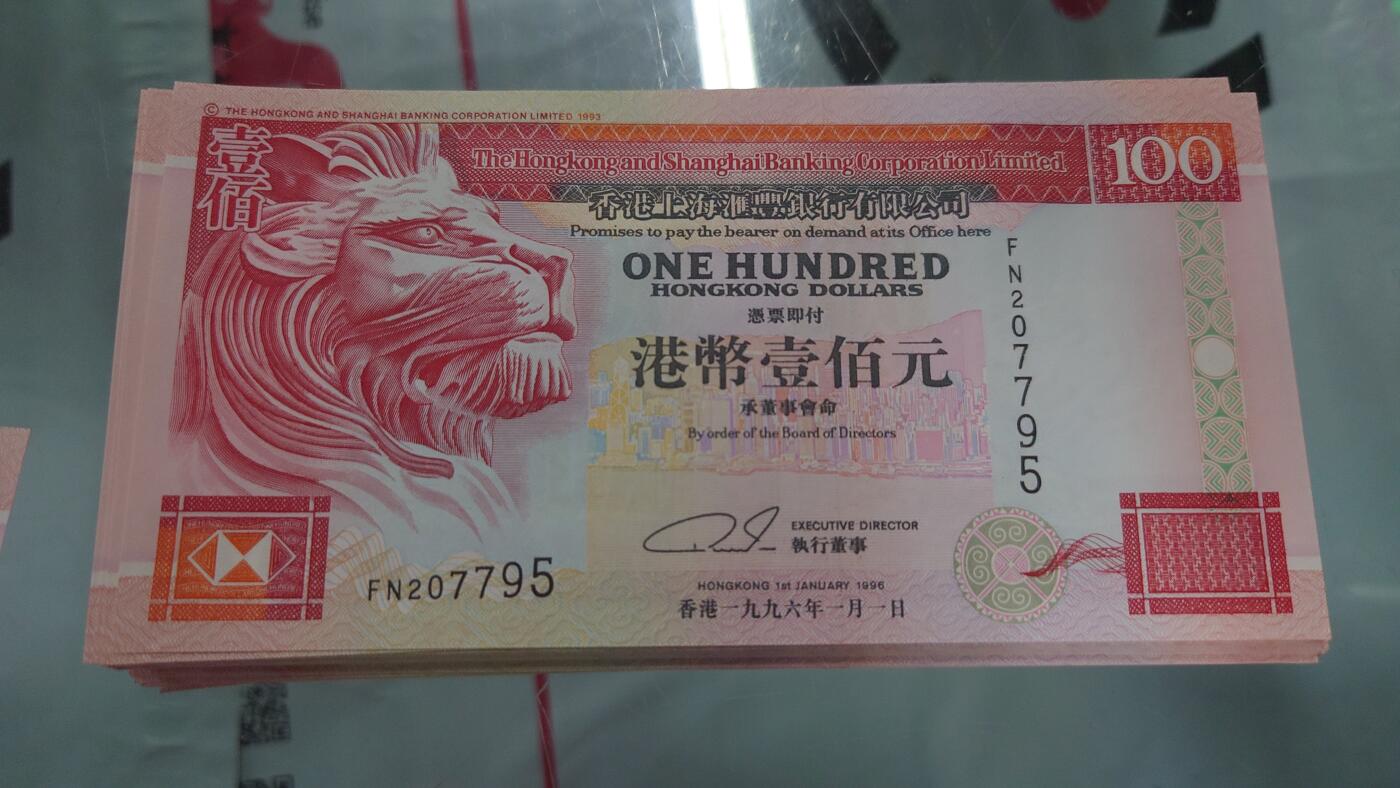 © THE HONGKONG AND SHANGHAI BANKING CORPORATION LIMITED 1993
壹佰
The Hongkong and Shanghai Banking Corporation Limited
100
香港上海滙豐銀行有限公司
Promises to pay the bearer on demand at its Office here
ONE HUNDRED
HONGKONG DOLLARS
憑票即付
港幣壹佰元
承董事會命
By order of the Board of Directors
FN207795
EXECUTIVE DIRECTOR
執行董事
FN207795
HONGKONG 1st JANUARY 1996
香港一九九六年一月一日